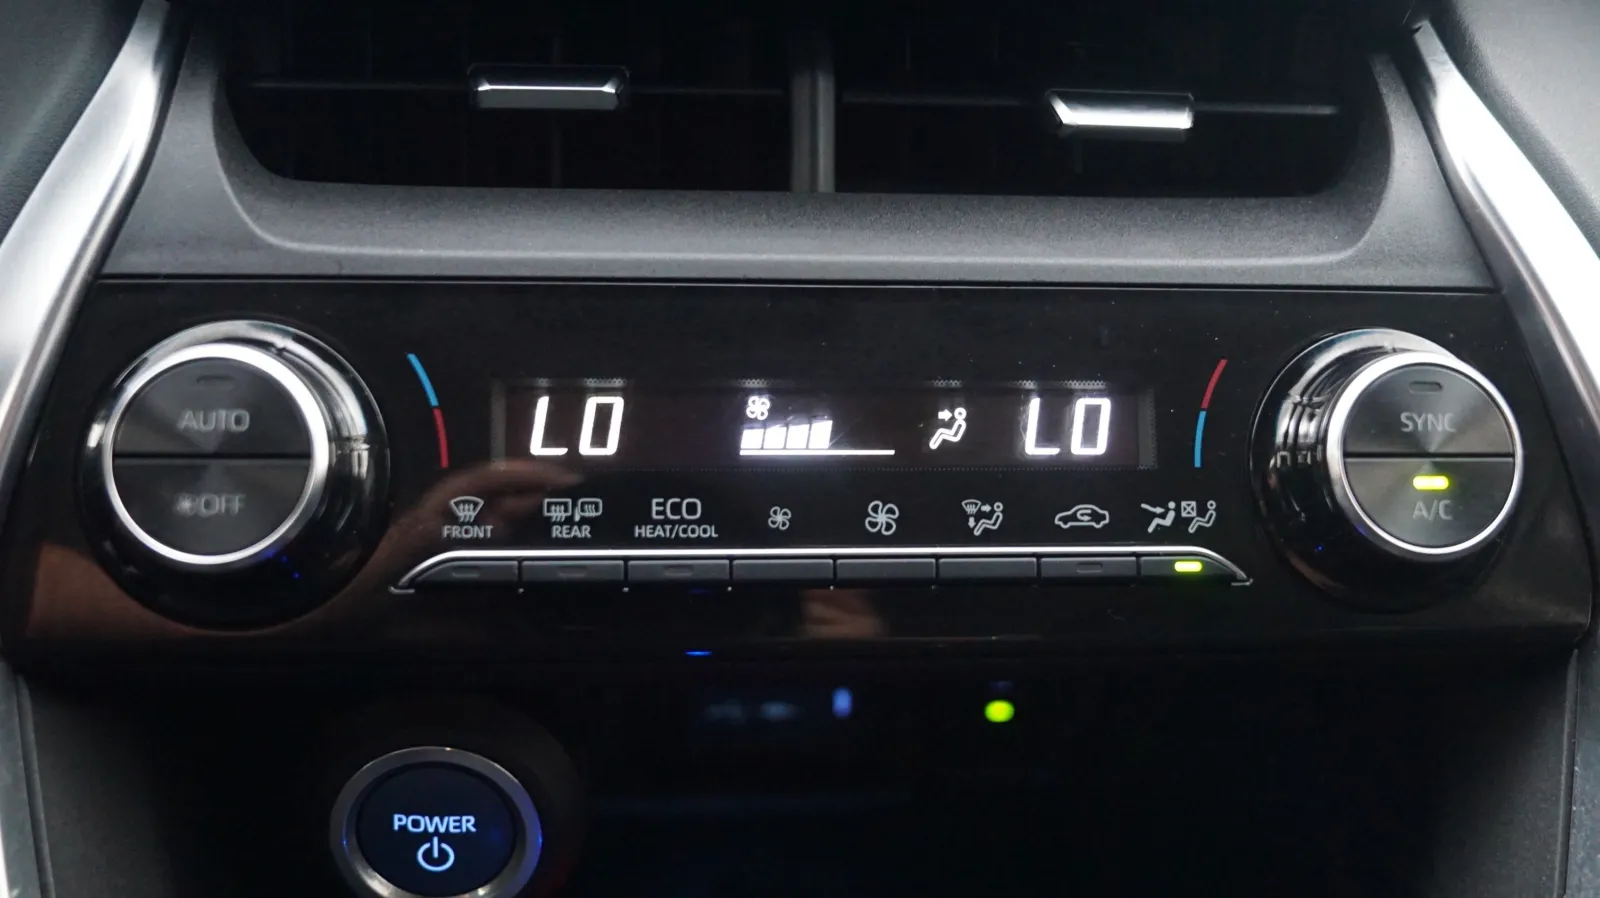 AUTO
OFF
LO
LO
SYNC
A/C
FRONT
REAR
ECO
HEAT/COOL
POWER